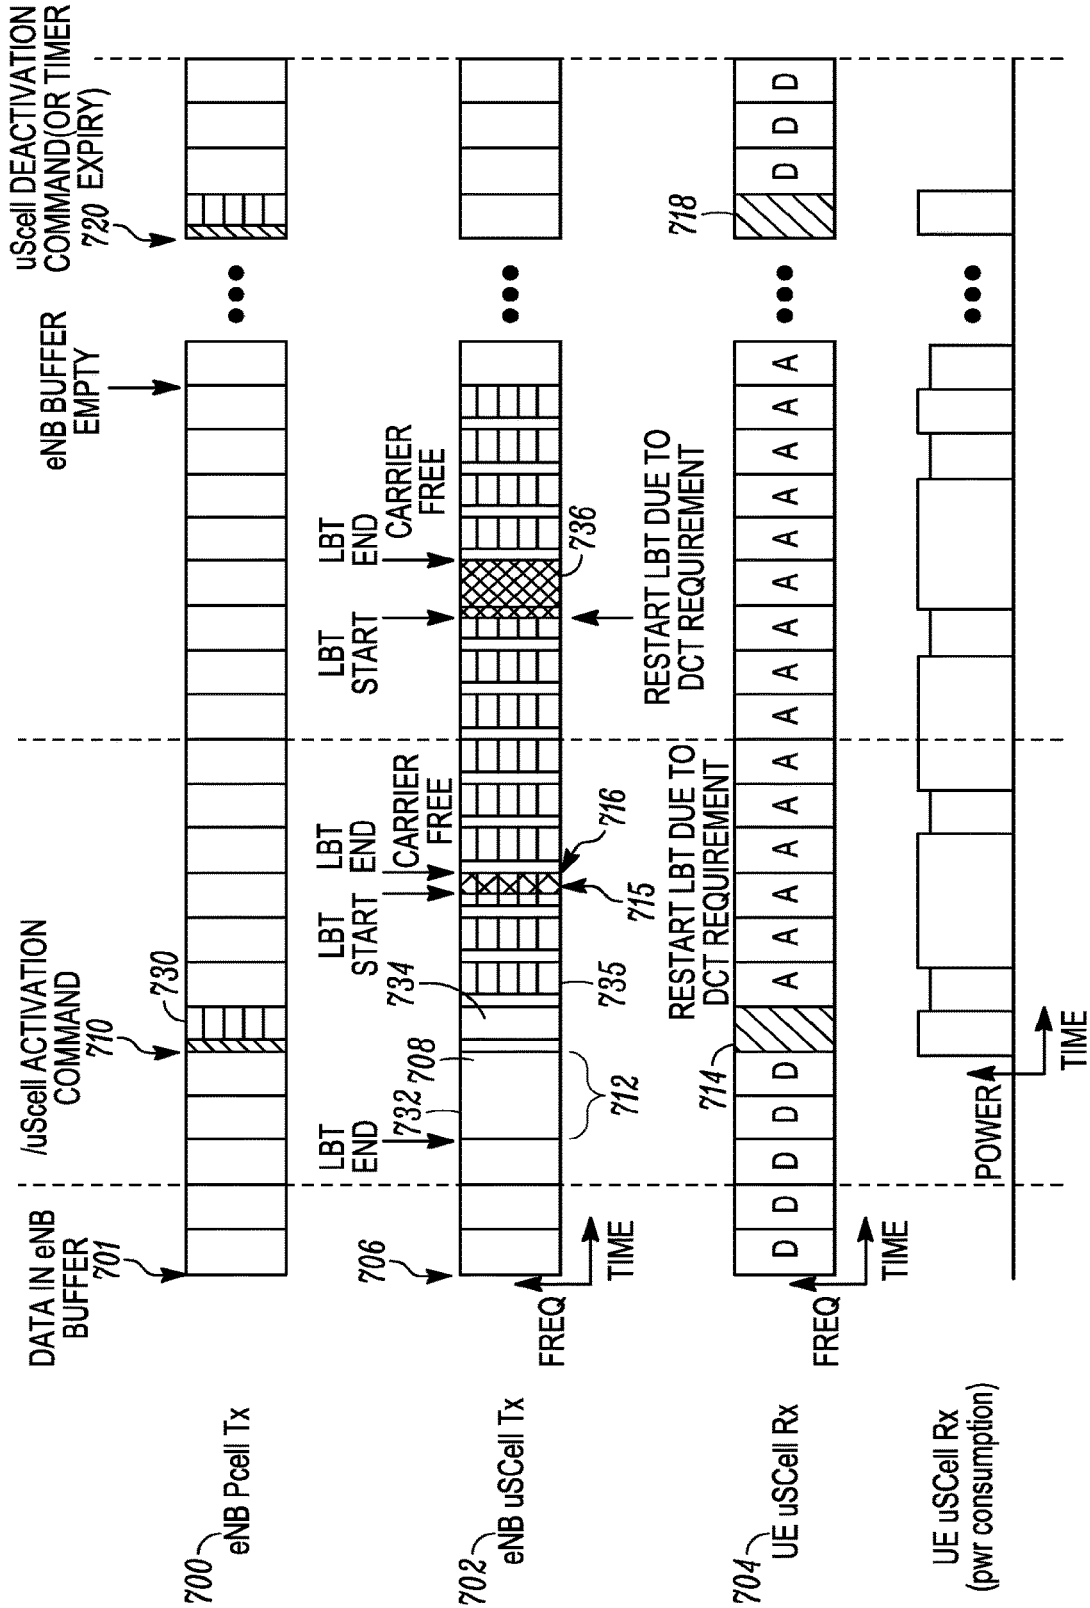 DATA IN eNB
BUFFER
701
/uScell ACTIVATION
COMMAND
710
730
eNB BUFFER
EMPTY
uScell DEACTIVATION
COMMAND(OR TIMER
EXPIRY)
720
700
eNB Pcell Tx
706
LBT
END
732
708
734
712
LBT
START
LBT
END
CARRIER
FREE
LBT
START
LBT
END
CARRIER
FREE
735
715
716
736
702
eNB uSCell Tx
FREQ
TIME
RESTART LBT DUE TO
DCT REQUIREMENT
RESTART LBT DUE TO
DCT REQUIREMENT
714
718
704
UE uSCell Rx
D D D D D A A A A A A A A A A A A A A A D D D
FREQ
TIME
UE uSCell Rx
(pwr consumption)
POWER
TIME